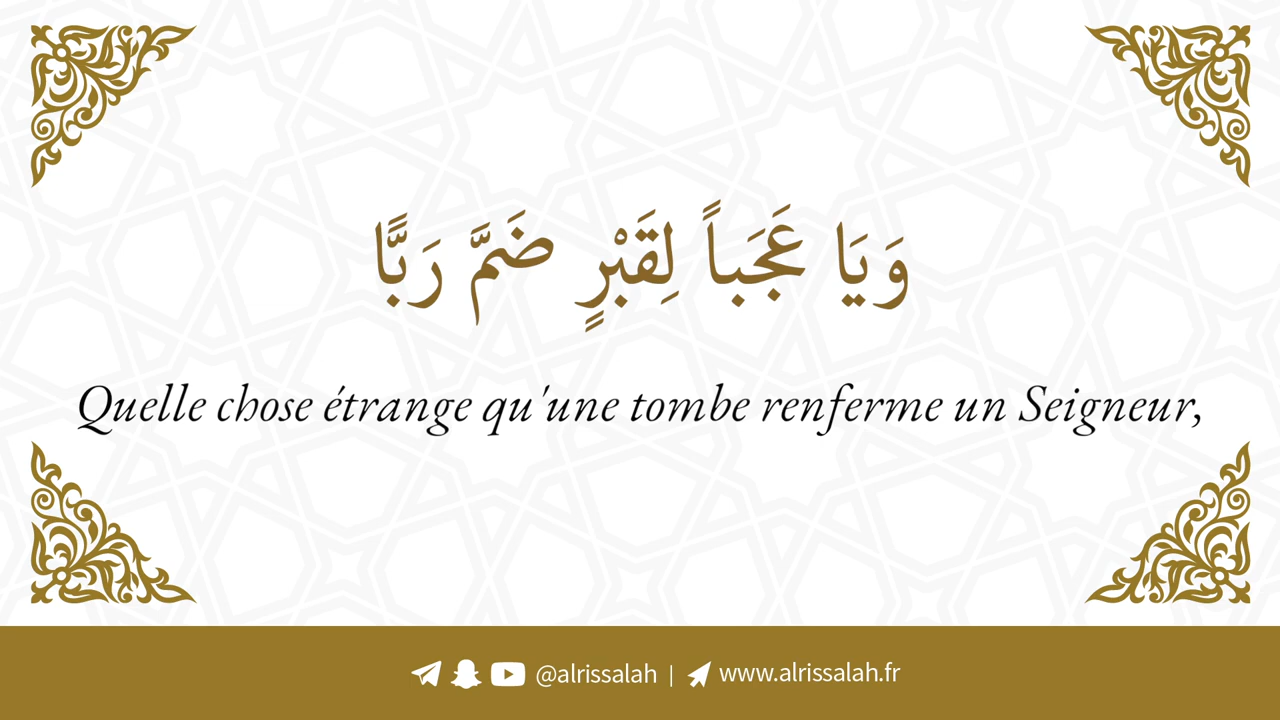 وَيَا عَجَباً لِقَبْرٍ ضَمَّ رَبًّا
Quelle chose étrange qu'une tombe renferme un Seigneur,
@alrissalah | www.alrissalah.fr